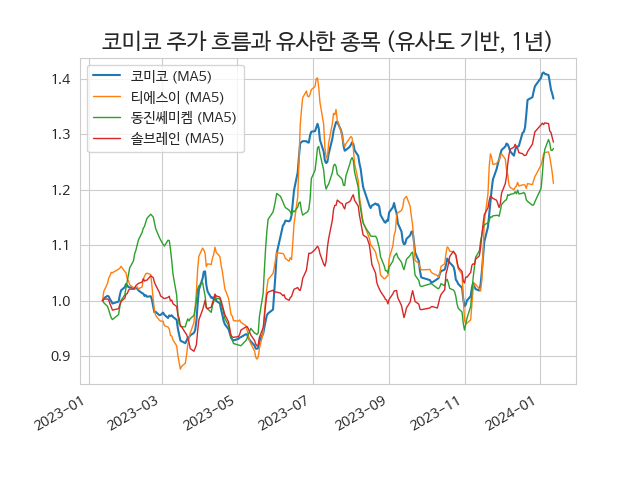 코미코 주가 흐름과 유사한 종목 (유사도 기반, 1년)
코미코 (MA5)
티에스이 (MA5)
동진쎄미켐 (MA5)
솔브레인 (MA5)
1.4
1.3
1.2
1.1
1.0
0.9
2023-01
2023-03
2023-05
2023-07
2023-09
2023-11
2024-01